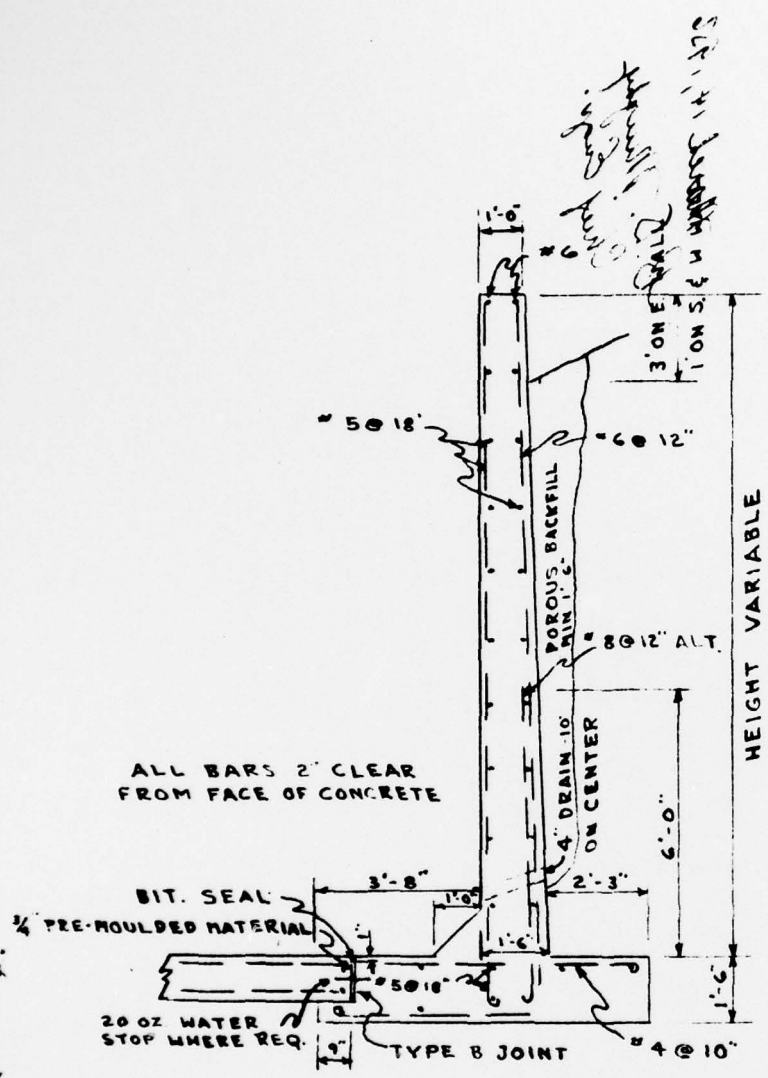 1'-0"
#6
3' ON E WALL
1' ON S. & W
# 5@18'
#6@12"
POROUS BACKFILL
MIN 1'6"
#8@12" ALT.
HEIGHT VARIABLE
ALL BARS 2" CLEAR
FROM FACE OF CONCRETE
4" DRAIN 10'
ON CENTER
6'-0"
3'-8"
1'-0"
2'-3"
BIT. SEAL
3/4" PRE-MOULDED MATERIAL
1"
1'-6"
#5@18"
1'-6"
20 OZ WATER
STOP WHERE REQ.
9"
TYPE B JOINT
#4@10"